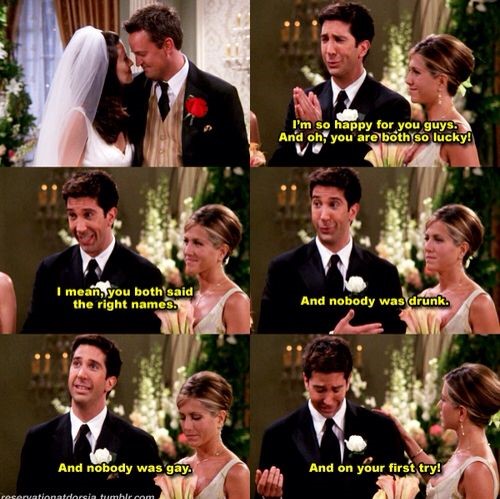 I'm so happy for you guys.
And oh, you are both so lucky!
I mean, you both said
the right names.
And nobody was drunk.
And nobody was gay.
And on your first try!
reservationatdorsia.tumblr.com